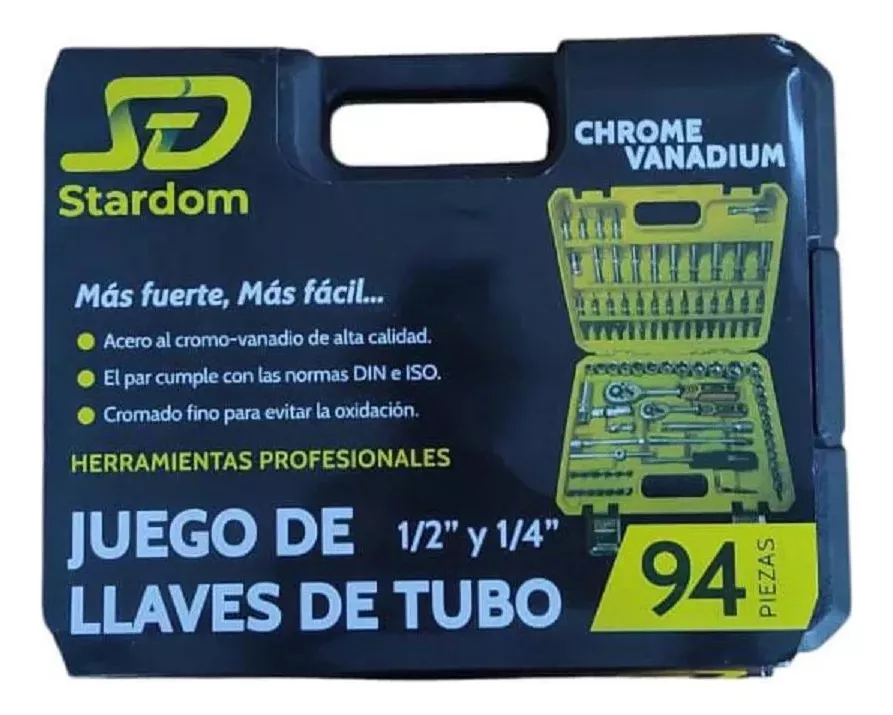 SD
Stardom
CHROME
VANADIUM
Más fuerte, Más fácil...
Acero al cromo-vanadio de alta calidad.
El par cumple con las normas DIN e ISO.
Cromado fino para evitar la oxidación.
HERRAMIENTAS PROFESIONALES
JUEGO DE 1/2” y 1/4”
LLAVES DE TUBO
94 PIEZAS